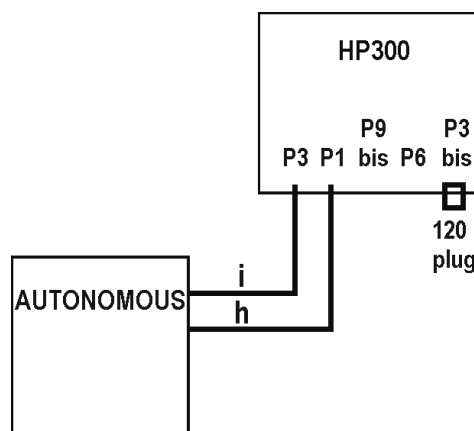 HP300
P9 P3
P3 P1 bis P6 bis
120
plug
i
AUTONOMOUS
h